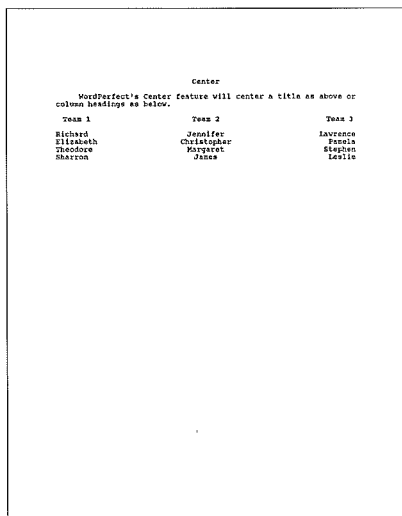 Center
WordPerfect's Center feature will center a title as above or
column headings as below.
Team 1 Team 2 Team 3
Richard Jennifer Lawrence
Elizabeth Christopher Pamela
Theodore Margaret Stephen
Sharron James Leslie